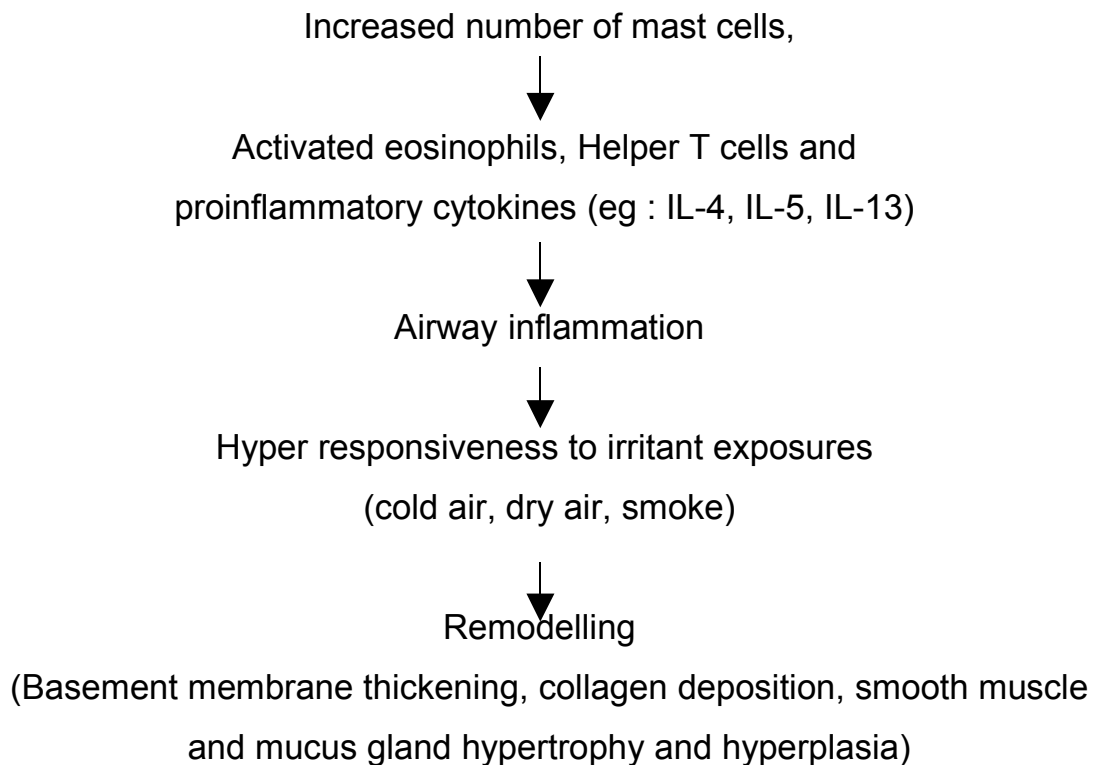 Increased number of mast cells,
Activated eosinophils, Helper T cells and
proinflammatory cytokines (eg : IL-4, IL-5, IL-13)
Airway inflammation
Hyper responsiveness to irritant exposures
(cold air, dry air, smoke)
Remodelling
(Basement membrane thickening, collagen deposition, smooth muscle
and mucus gland hypertrophy and hyperplasia)